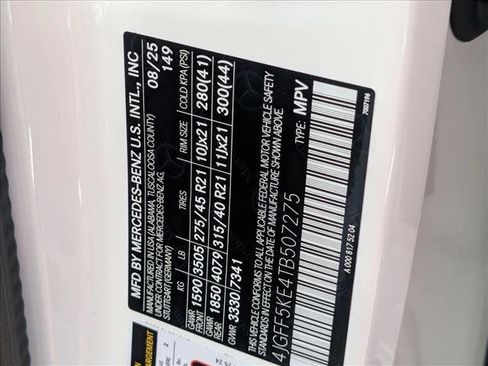 MFD BY MERCEDES-BENZ U.S. INTL., INC
MANUFACTURED IN USA (ALABAMA, TUSCALOOSA COUNTY)
UNDER CONTRACT FOR MERCEDES-BENZ AG,
STUTTGART (GERMANY)
08/25
149
KG LB TIRES RIM SIZE (COLD KPA(PSI)
GAWR FRONT 1590 3505 275/45 R21 10Jx21 280(41)
GAWR REAR 1850 4079 315/40 R21 11Jx21 300(44)
GVWR 3330 7341
THIS VEHICLE CONFORMS TO ALL APPLICABLE FEDERAL MOTOR VEHICLE SAFETY
STANDARDS IN EFFECT ON THE DATE OF MANUFACTURE SHOWN ABOVE.
4JGFF5KE4TB507275
TYPE: MPV
A 000 817 52 04
7007196